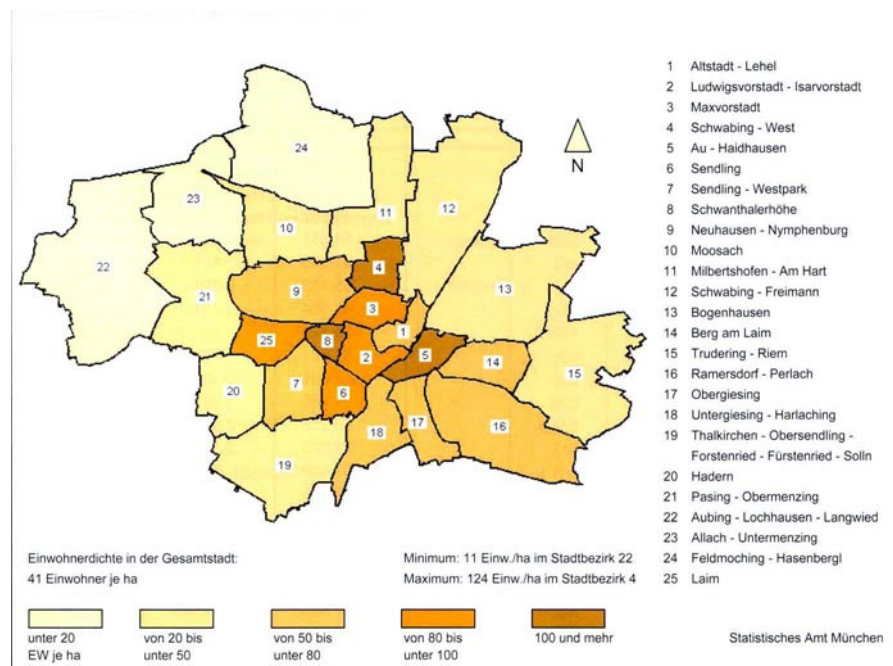 24
23
22
11
12
10
4
13
21
9
3
1
25
8
2
5
14
15
20
7
6
18
17
16
19
N
1 Altstadt - Lehel
2 Ludwigsvorstadt - Isarvorstadt
3 Maxvorstadt
4 Schwabing - West
5 Au - Haidhausen
6 Sendling
7 Sendling - Westpark
8 Schwanthalerhöhe
9 Neuhausen - Nymphenburg
10 Moosach
11 Milbertshofen - Am Hart
12 Schwabing - Freimann
13 Bogenhausen
14 Berg am Laim
15 Trudering - Riem
16 Ramersdorf - Perlach
17 Obergiesing
18 Untergiesing - Harlaching
19 Thalkirchen - Obersendling -
Forstenried - Fürstenried - Solln
20 Hadern
21 Pasing - Obermenzing
22 Aubing - Lochhausen - Langwied
23 Allach - Untermenzing
24 Feldmoching - Hasenbergl
25 Laim
Einwohnerdichte in der Gesamtstadt:
41 Einwohner je ha
Minimum: 11 Einw./ha im Stadtbezirk 22
Maximum: 124 Einw./ha im Stadtbezirk 4
unter 20
EW je ha
von 20 bis
unter 50
von 50 bis
unter 80
von 80 bis
unter 100
100 und mehr
Statistisches Amt München